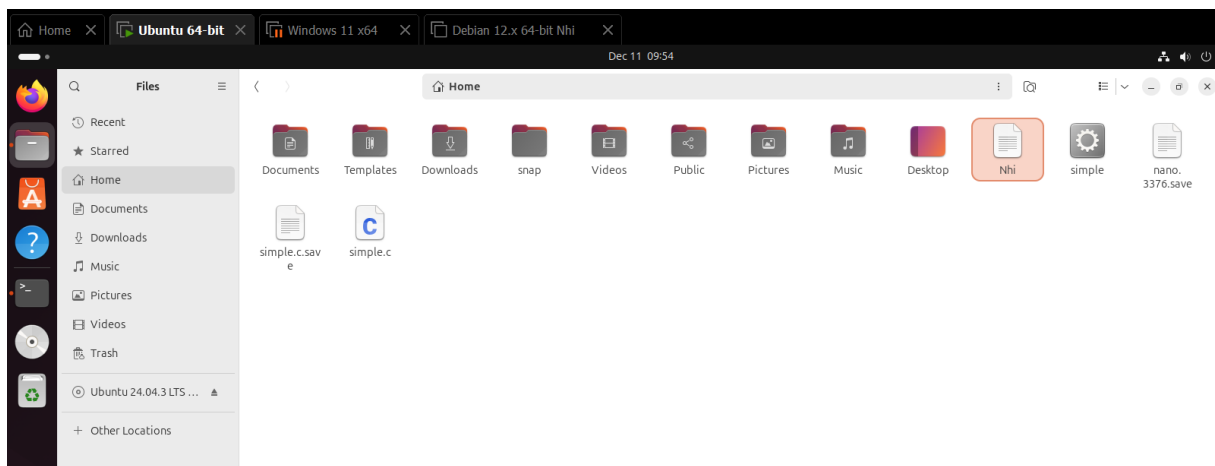 Home
Ubuntu 64-bit
Windows 11 x64
Debian 12.x 64-bit Nhi
Dec 11 09:54
Files
Home
Recent
Starred
Home
Documents
Downloads
Music
Pictures
Videos
Trash
Ubuntu 24.04.3 LTS ...
+ Other Locations
Documents
Templates
Downloads
snap
Videos
Public
Pictures
Music
Desktop
Nhi
simple
nano.
3376.save
C
simple.c.sav
e
simple.c